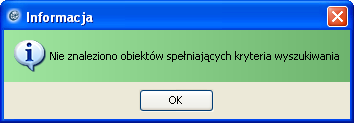 Informacja
Nie znaleziono obiektów spełniających kryteria wyszukiwania
OK